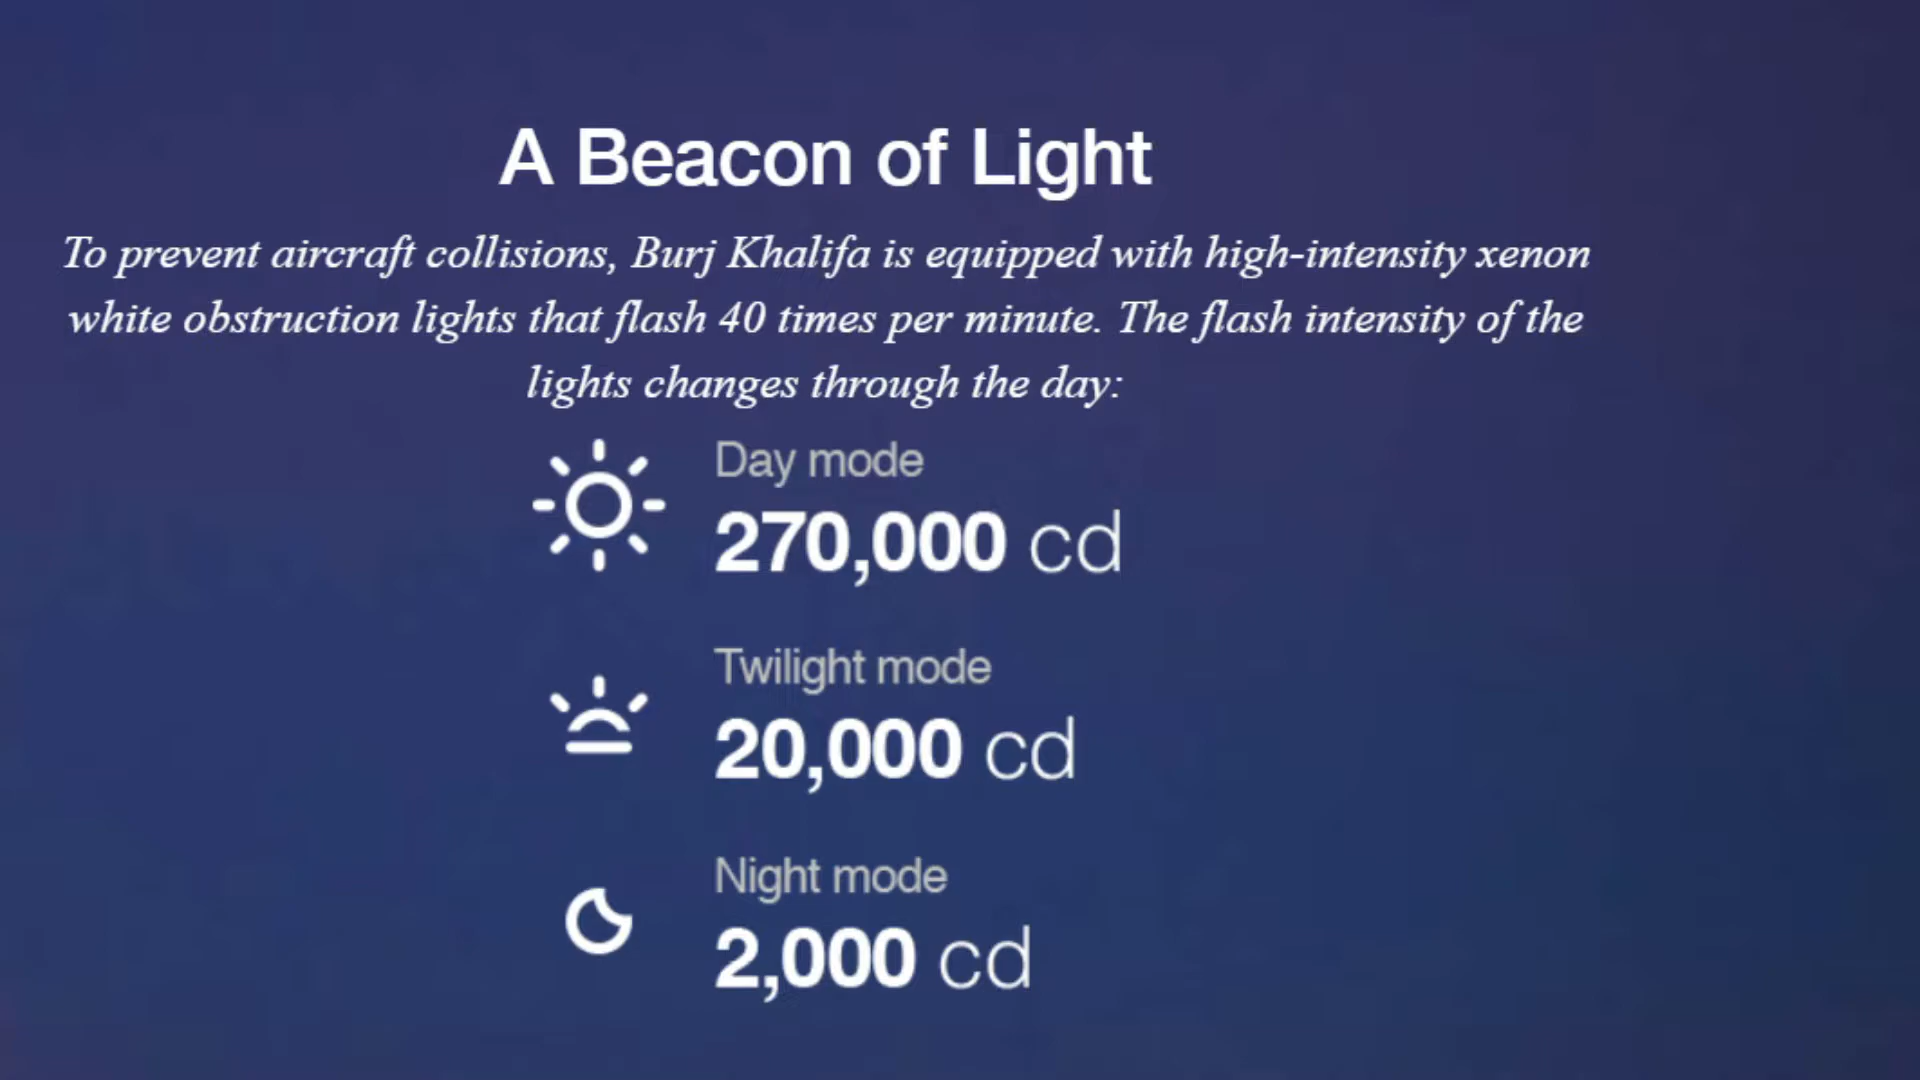 A Beacon of Light
To prevent aircraft collisions, Burj Khalifa is equipped with high-intensity xenon
white obstruction lights that flash 40 times per minute. The flash intensity of the
lights changes through the day:
Day mode
270,000 cd
Twilight mode
20,000 cd
Night mode
2,000 cd